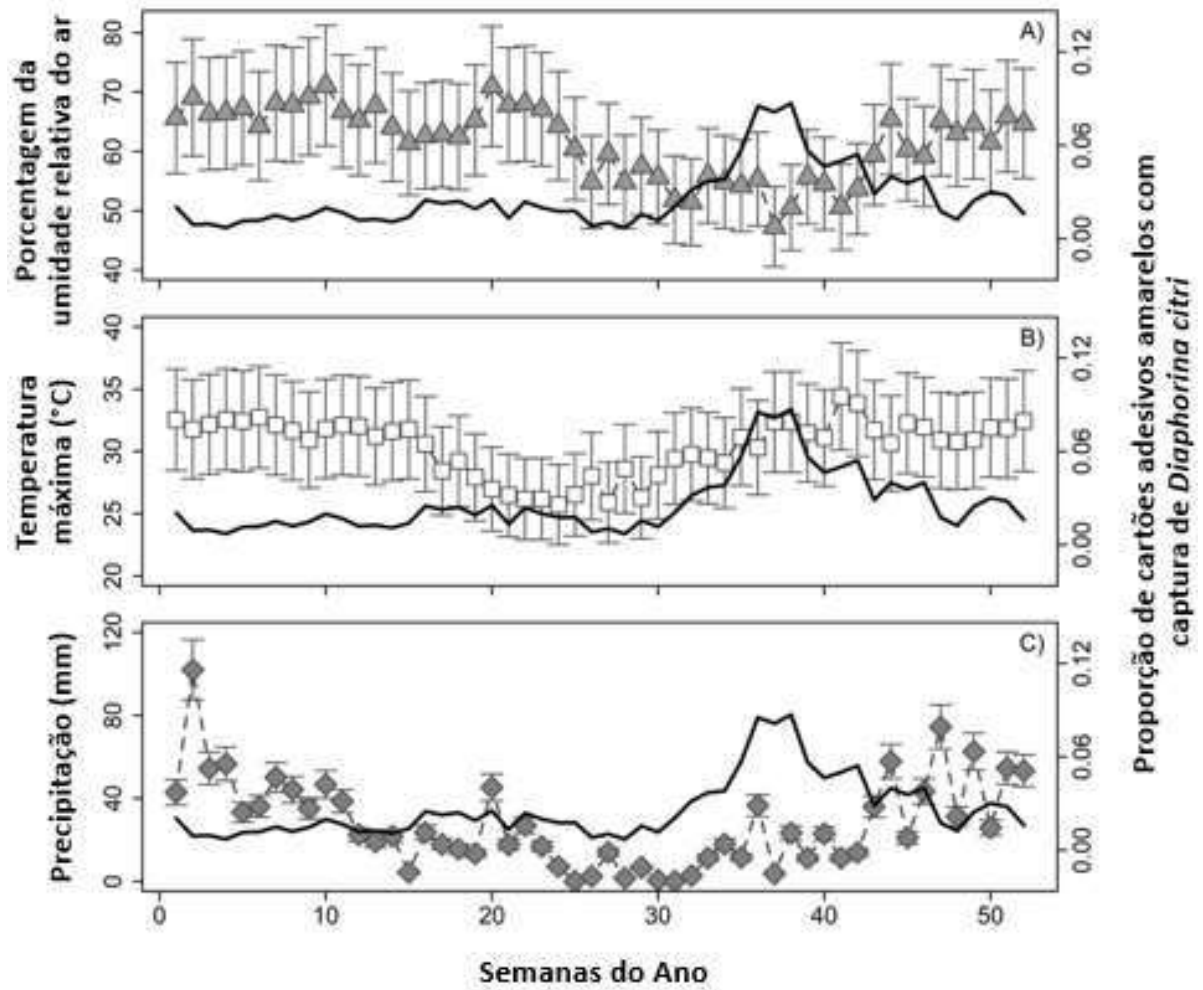 Porcentagem da
umidade relativa do ar
80
70
60
50
40
A)
0.12
0.06
0.00
Temperatura
máxima (°C)
40
35
30
25
20
B)
0.12
0.06
0.00
Precipitação (mm)
120
80
40
0
C)
0.12
0.06
0.00
Proporção de cartões adesivos amarelos com
captura de Diaphorina citri
0 10 20 30 40 50
Semanas do Ano